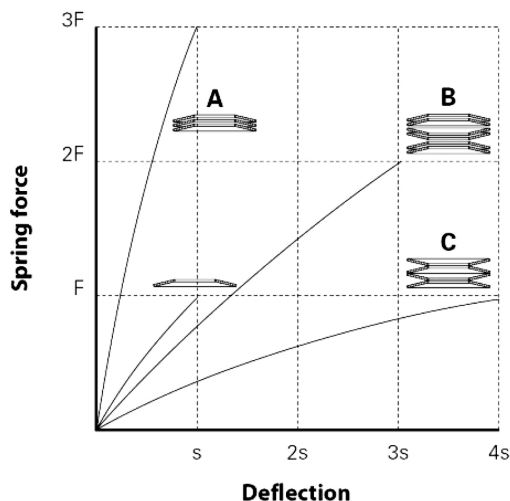 3F
A
B
2F
C
F
Spring force
s
2s
3s
4s
Deflection